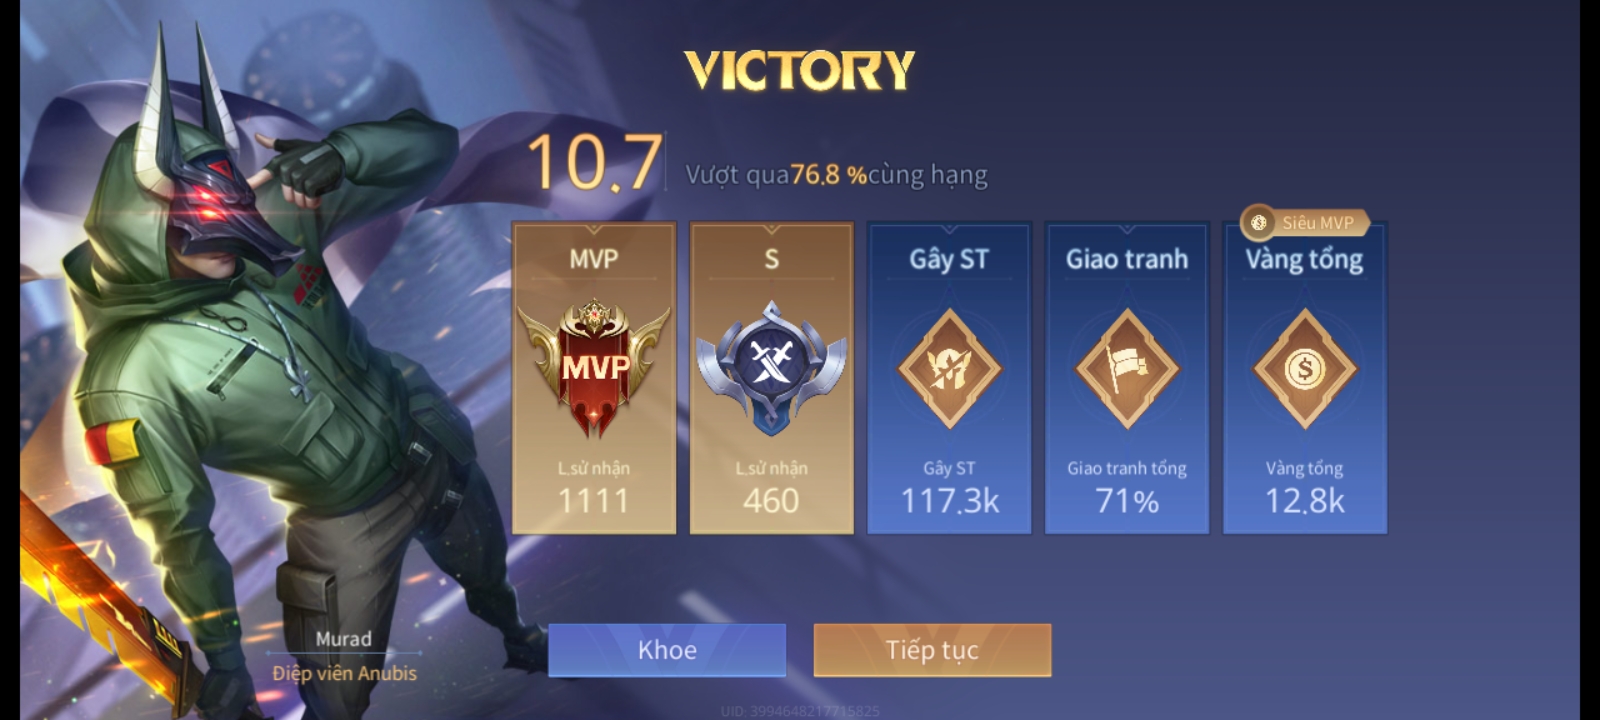 VICTORY
10.7 Vượt qua76.8 %cùng hạng
Siêu MVP
MVP S Gây ST Giao tranh Vàng tổng
MVP
L.sử nhận L.sử nhận Gây ST Giao tranh tổng Vàng tổng
1111 460 117.3k 71% 12.8k
Murad
Điệp viên Anubis
Khoe Tiếp tục
UID: 3994648217715825